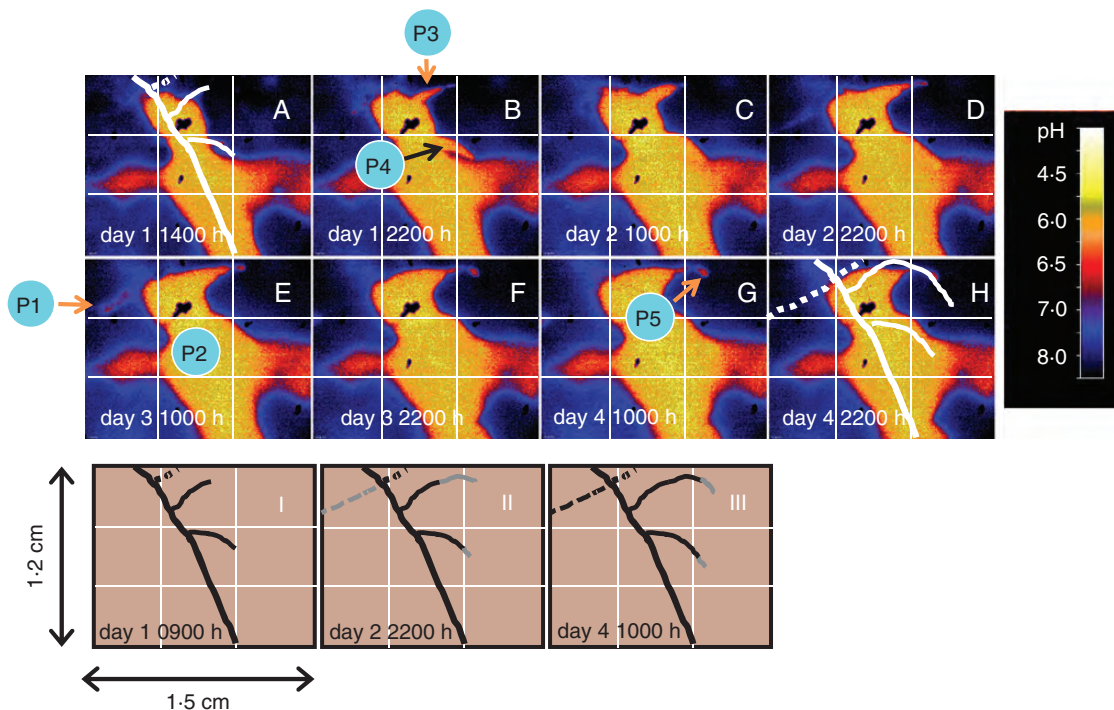 P3
A
B
C
D
P4
day 1 1400 h
day 1 2200 h
day 2 1000 h
day 2 2200 h
pH
4·5
6·0
6·5
7·0
8·0
P1
E
F
G
H
P5
P2
day 3 1000 h
day 3 2200 h
day 4 1000 h
day 4 2200 h
I
II
III
1·2 cm
day 1 0900 h
day 2 2200 h
day 4 1000 h
1·5 cm